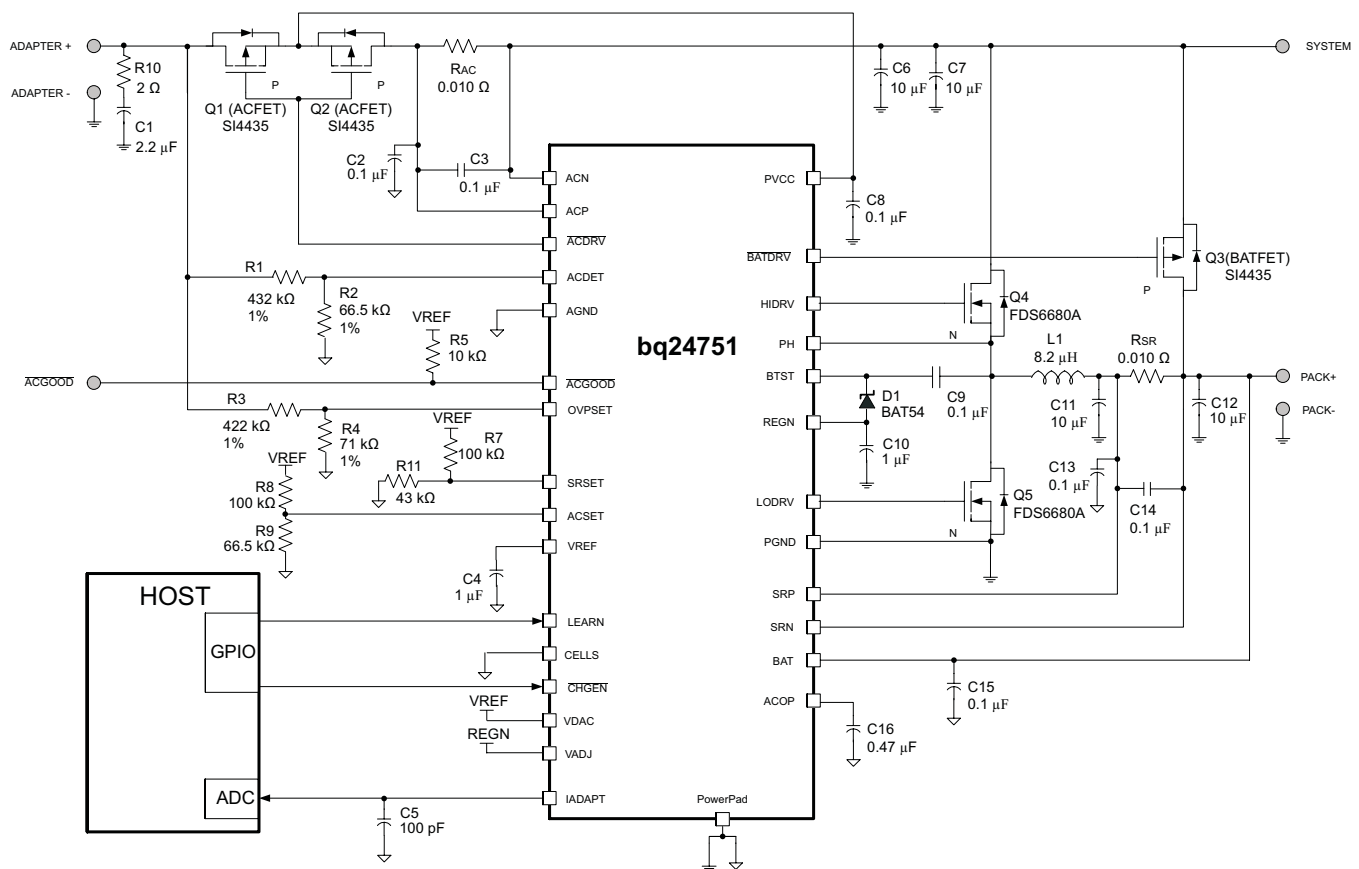 ADAPTER +
R10
2 Ω
ADAPTER -
C1
2.2 µF
P
Q1 (ACFET)
SI4435
P
Q2 (ACFET)
SI4435
RAC
0.010 Ω
C6
10 µF
C7
10 µF
SYSTEM
C2
0.1 µF
C3
0.1 µF
ACN
ACP
ACDRV
ACDET
AGND
ACGOOD
OVPSET
SRSET
ACSET
VREF
LEARN
CELLS
CHGEN
VDAC
VADJ
IADAPT
bq24751
PVCC
BATDRV
HIDRV
PH
BTST
REGN
LODRV
PGND
SRP
SRN
BAT
ACOP
PowerPad
R1
432 kΩ
1%
R2
66.5 kΩ
1%
VREF
R5
10 kΩ
ACGOOD
R3
422 kΩ
1%
R4
71 kΩ
1%
VREF
R7
100 kΩ
R11
43 kΩ
VREF
R8
100 kΩ
R9
66.5 kΩ
C4
1 µF
HOST
GPIO
ADC
VREF
REGN
C5
100 pF
C8
0.1 µF
Q3(BATFET)
SI4435
P
Q4
FDS6680A
N
L1
8.2 µH
RSR
0.010 Ω
D1
BAT54
C9
0.1 µF
C10
1 µF
C11
10 µF
C12
10 µF
PACK+
PACK-
C13
0.1 µF
C14
0.1 µF
Q5
FDS6680A
N
C15
0.1 µF
C16
0.47 µF